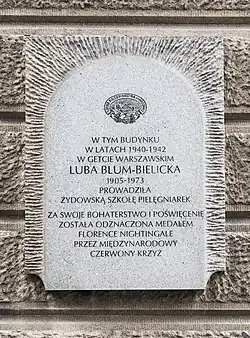 W TYM BUDYNKU
W LATACH 1940-1942
W GETCIE WARSZAWSKIM
LUBA BLUM-BIELICKA
1905-1973
PROWADZIŁA
ŻYDOWSKĄ SZKOŁĘ PIELĘGNIAREK
ZA SWOJE BOHATERSTWO I POŚWIĘCENIE
ZOSTAŁA ODZNACZONA MEDALEM
FLORENCE NIGHTINGALE
PRZEZ MIĘDZYNARODOWY
CZERWONY KRZYŻ